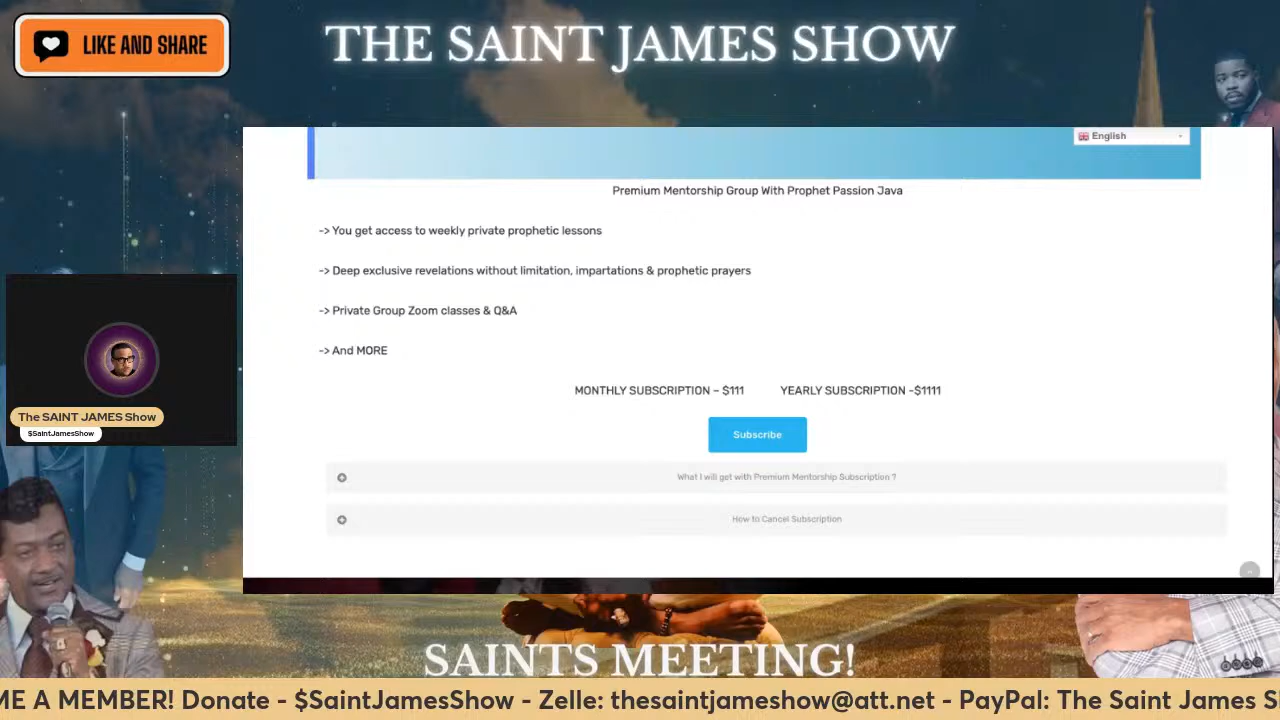 LIKE AND SHARE
THE SAINT JAMES SHOW
English
Premium Mentorship Group With Prophet Passion Java
-> You get access to weekly private prophetic lessons
-> Deep exclusive revelations without limitation, impartations & prophetic prayers
-> Private Group Zoom classes & Q&A
-> And MORE
MONTHLY SUBSCRIPTION – $111 YEARLY SUBSCRIPTION -$1111
Subscribe
What I will get with Premium Mentorship Subscription ?
How to Cancel Subscription
The SAINT JAMES Show
$SaintJamesShow
SAINTS MEETING!
ME A MEMBER! Donate - $SaintJamesShow - Zelle: thesaintjameshow@att.net - PayPal: The Saint James S